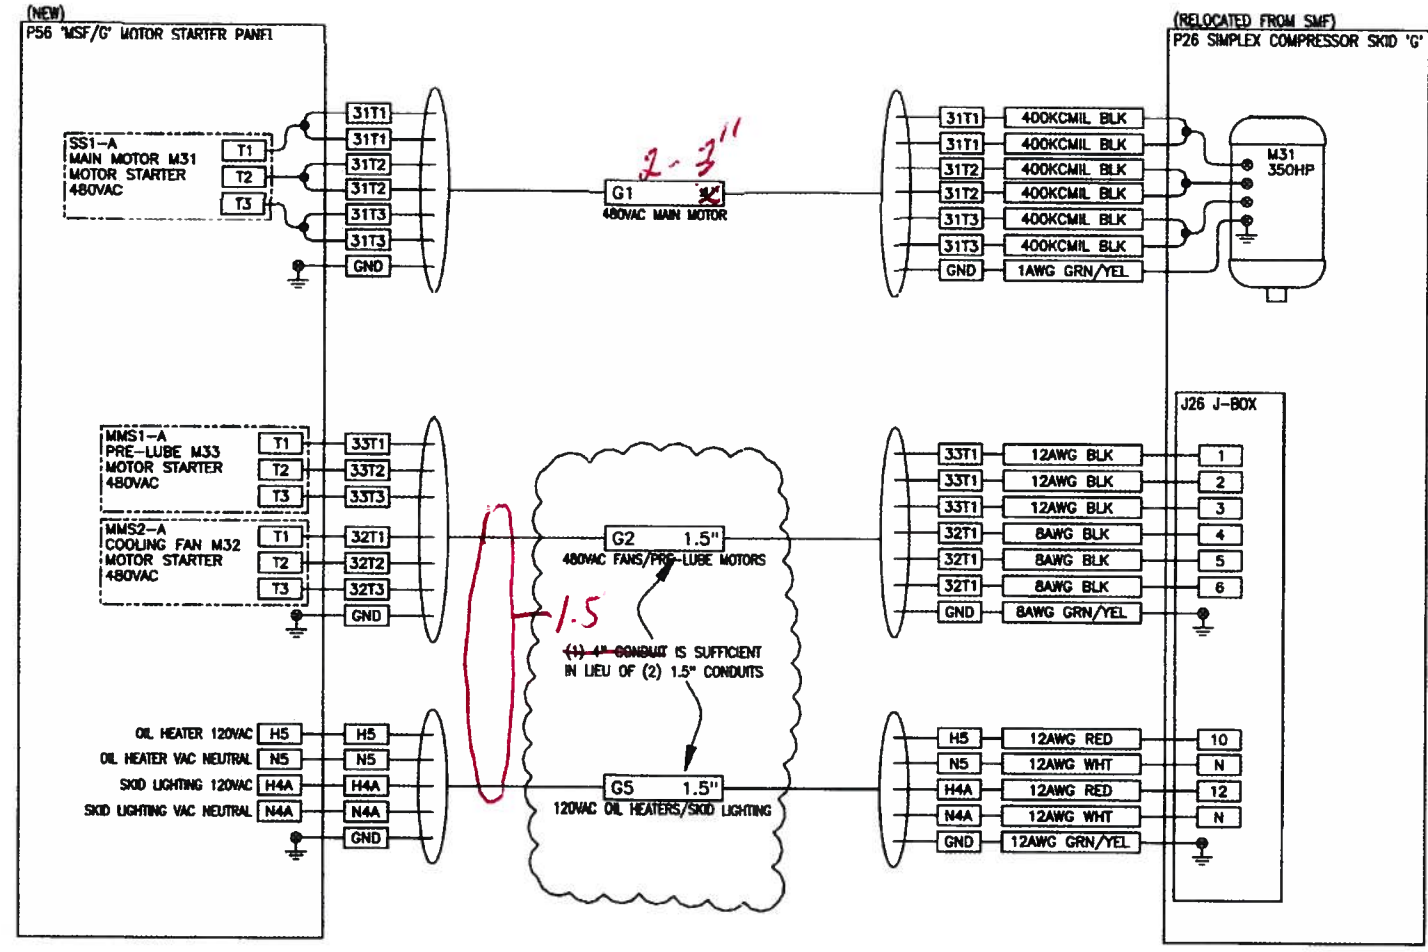 (NEW)
P56 'MSF/G' MOTOR STARTER PANEL
(RELOCATED FROM SMF)
P26 SIMPLEX COMPRESSOR SKID 'G'
SS1-A
MAIN MOTOR M31
MOTOR STARTER
480VAC
T1
T2
T3
31T1
31T1
31T2
31T2
31T3
31T3
GND
2-3"
G1
480VAC MAIN MOTOR
31T1 400KCMIL BLK
31T1 400KCMIL BLK
31T2 400KCMIL BLK
31T2 400KCMIL BLK
31T3 400KCMIL BLK
31T3 400KCMIL BLK
GND 1AWG GRN/YEL
M31
350HP
MMS1-A
PRE-LUBE M33
MOTOR STARTER
480VAC
T1 33T1
T2 33T2
T3 33T3
MMS2-A
COOLING FAN M32
MOTOR STARTER
480VAC
T1 32T1
T2 32T2
T3 32T3
GND
G2 1.5"
480VAC FANS/PRE-LUBE MOTORS
1.5
(1) 4" CONDUIT IS SUFFICIENT
IN LIEU OF (2) 1.5" CONDUITS
J26 J-BOX
33T1 12AWG BLK 1
33T1 12AWG BLK 2
33T1 12AWG BLK 3
32T1 8AWG BLK 4
32T1 8AWG BLK 5
32T1 8AWG BLK 6
GND 8AWG GRN/YEL
OIL HEATER 120VAC H5 H5
OIL HEATER VAC NEUTRAL N5 N5
SKID LIGHTING 120VAC H4A H4A
SKID LIGHTING VAC NEUTRAL N4A N4A
GND
G5 1.5"
120VAC OIL HEATERS/SKID LIGHTING
H5 12AWG RED 10
N5 12AWG WHT N
H4A 12AWG RED 12
N4A 12AWG WHT N
GND 12AWG GRN/YEL